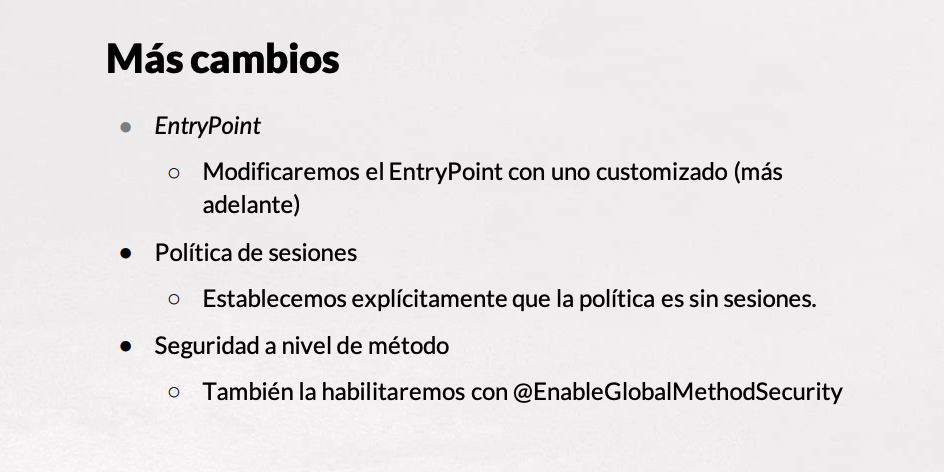 Más cambios
● EntryPoint
○ Modificaremos el EntryPoint con uno customizado (más
adelante)
● Política de sesiones
○ Establecemos explícitamente que la política es sin sesiones.
● Seguridad a nivel de método
○ También la habilitaremos con @EnableGlobalMethodSecurity